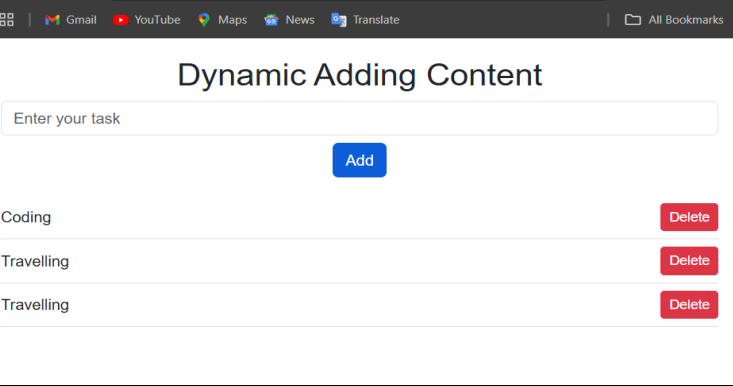 Gmail YouTube Maps News Translate All Bookmarks
Dynamic Adding Content
Enter your task
Add
Coding Delete
Travelling Delete
Travelling Delete